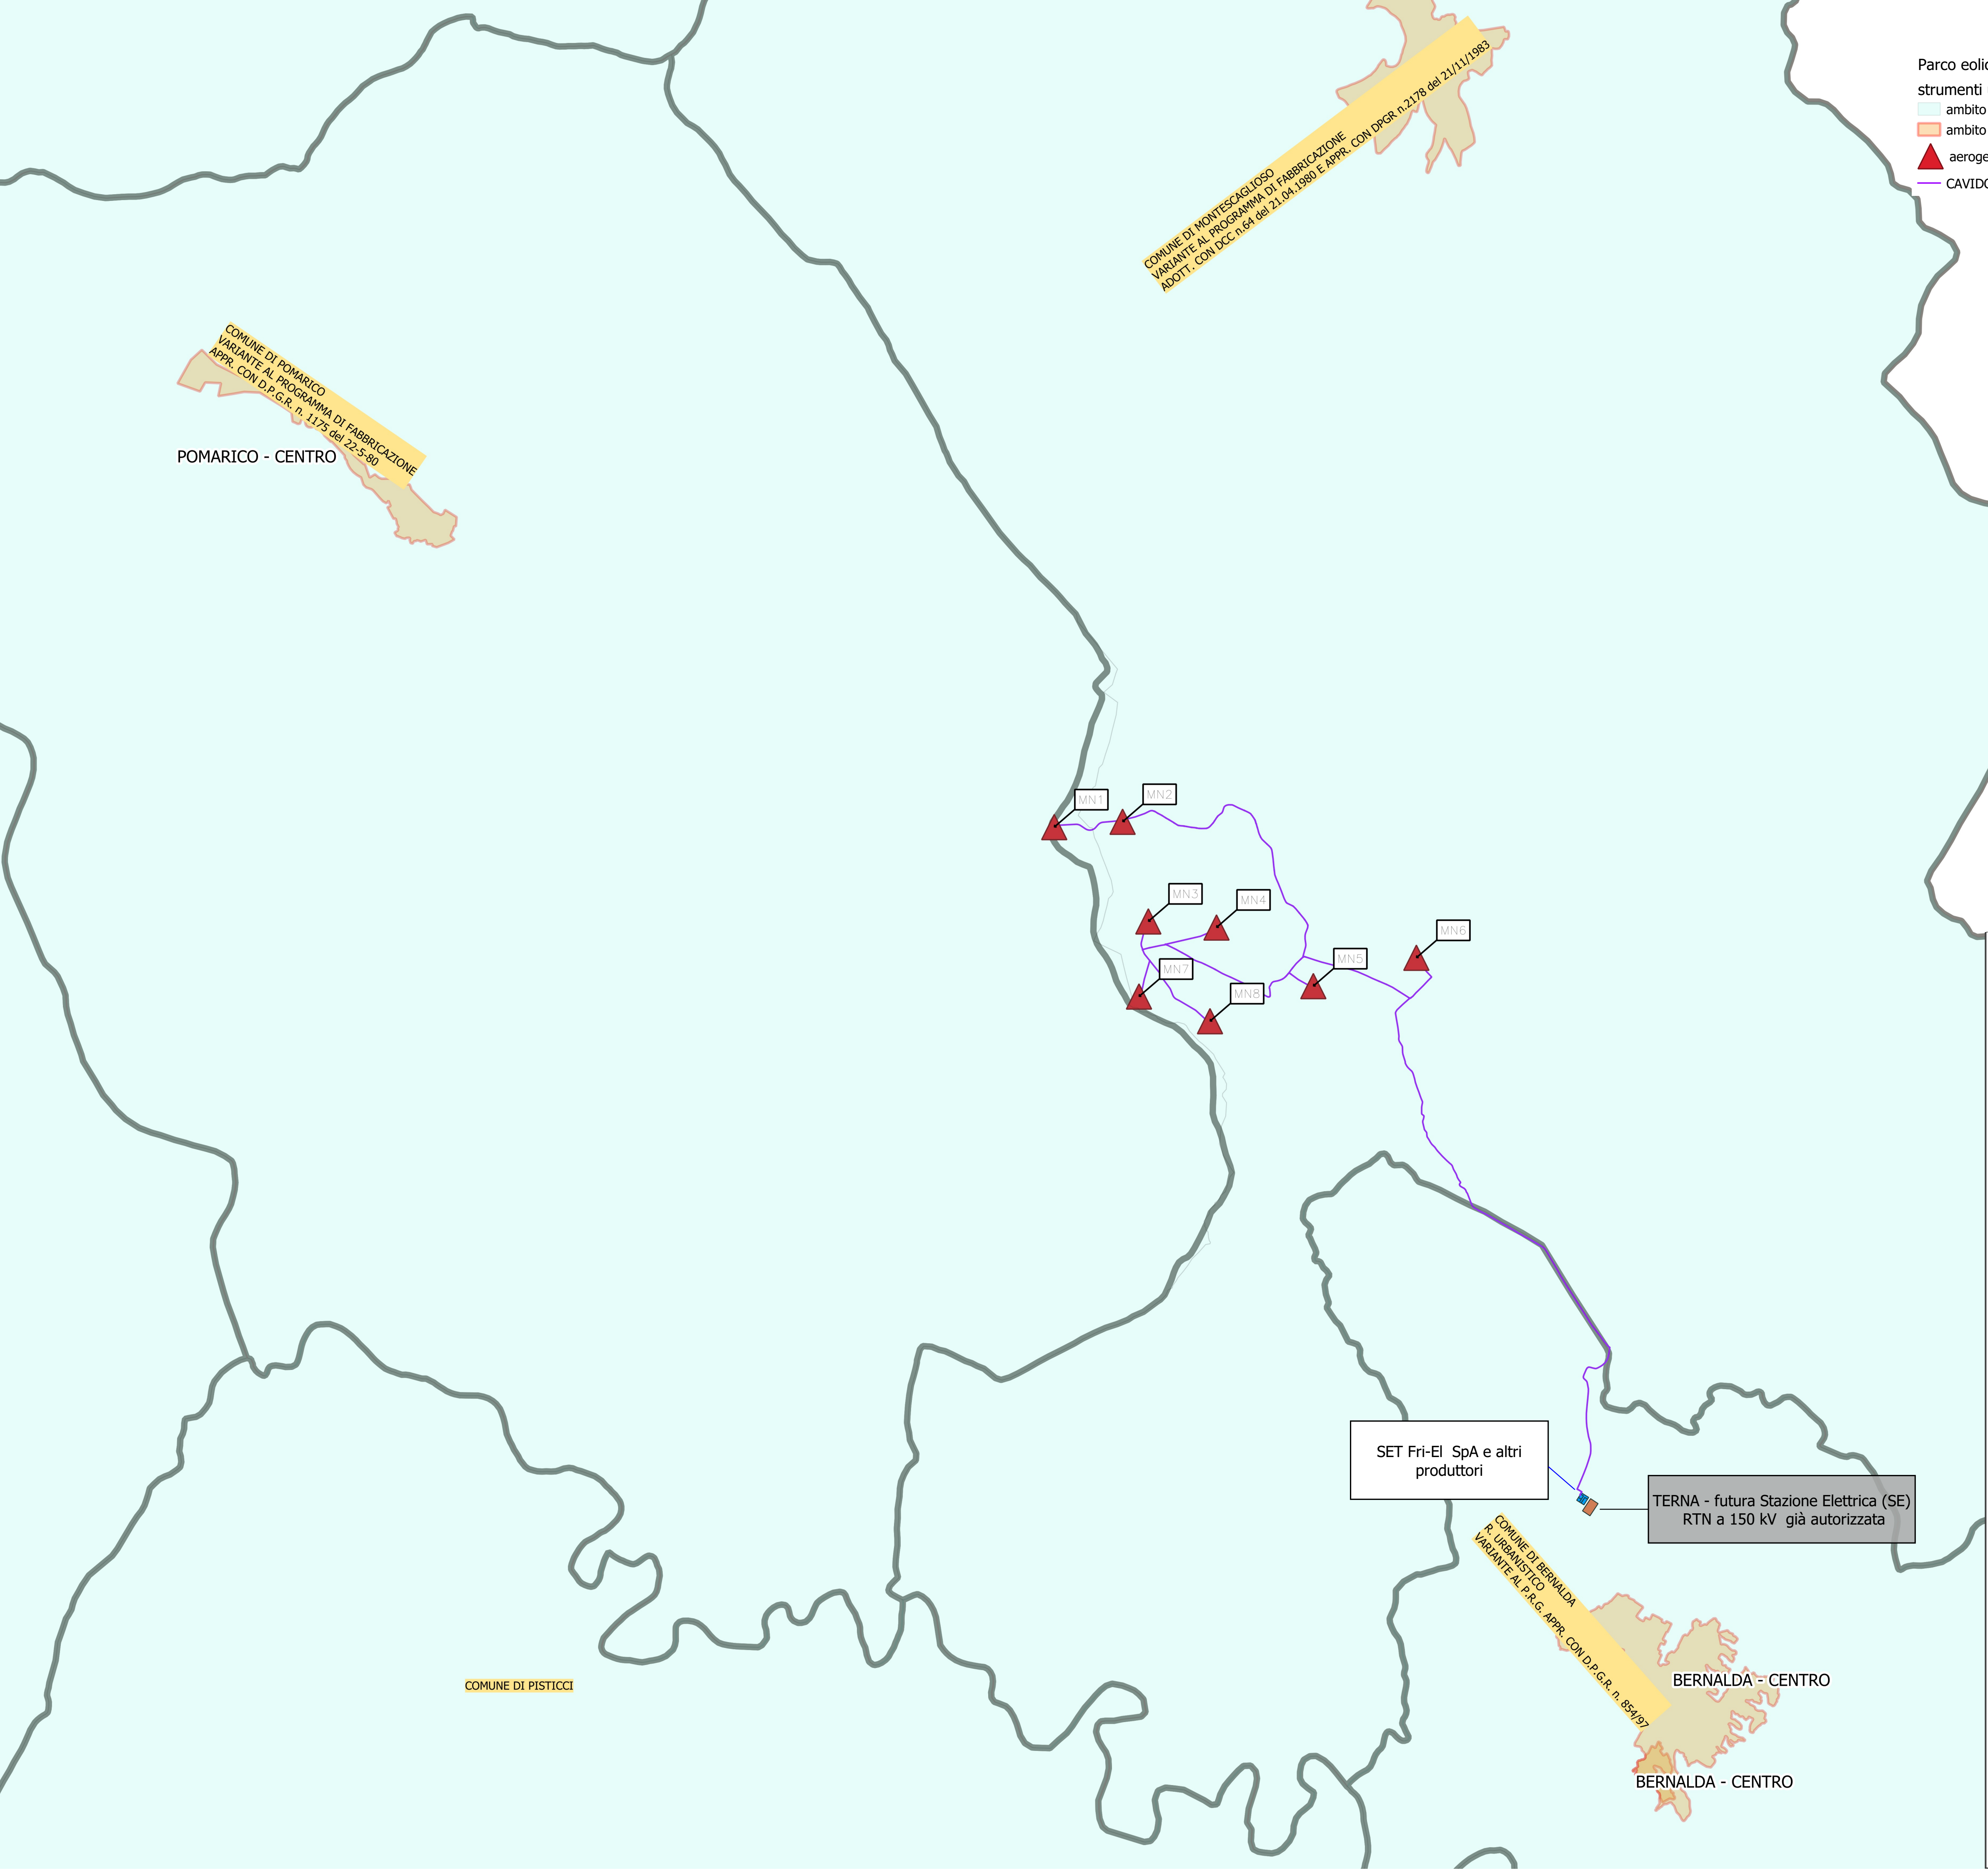 Parco eolic
strumenti
ambito
ambito
aeroge
CAVIDO
COMUNE DI MONTESCAGLIOSO
VARIANTE AL PROGRAMMA DI FABBRICAZIONE
ADOTT. CON DCC n.64 del 21.04.1980 E APPR. CON DPGR n.2178 del 21/11/1983
COMUNE DI POMARICO
VARIANTE AL PROGRAMMA DI FABBRICAZIONE
APPR. CON D.P.G.R. n. 1175 del 22-5-80
POMARICO - CENTRO
MN1
MN2
MN3
MN4
MN6
MN5
MN7
MN8
SET Fri-El  SpA e altri
produttori
TERNA - futura Stazione Elettrica (SE)
RTN a 150 kV  già autorizzata
COMUNE DI BERNALDA
R. URBANISTICO
VARIANTE AL P.R.G. APPR. CON D.P.G.R. n. 854/97
BERNALDA - CENTRO
COMUNE DI PISTICCI
BERNALDA - CENTRO